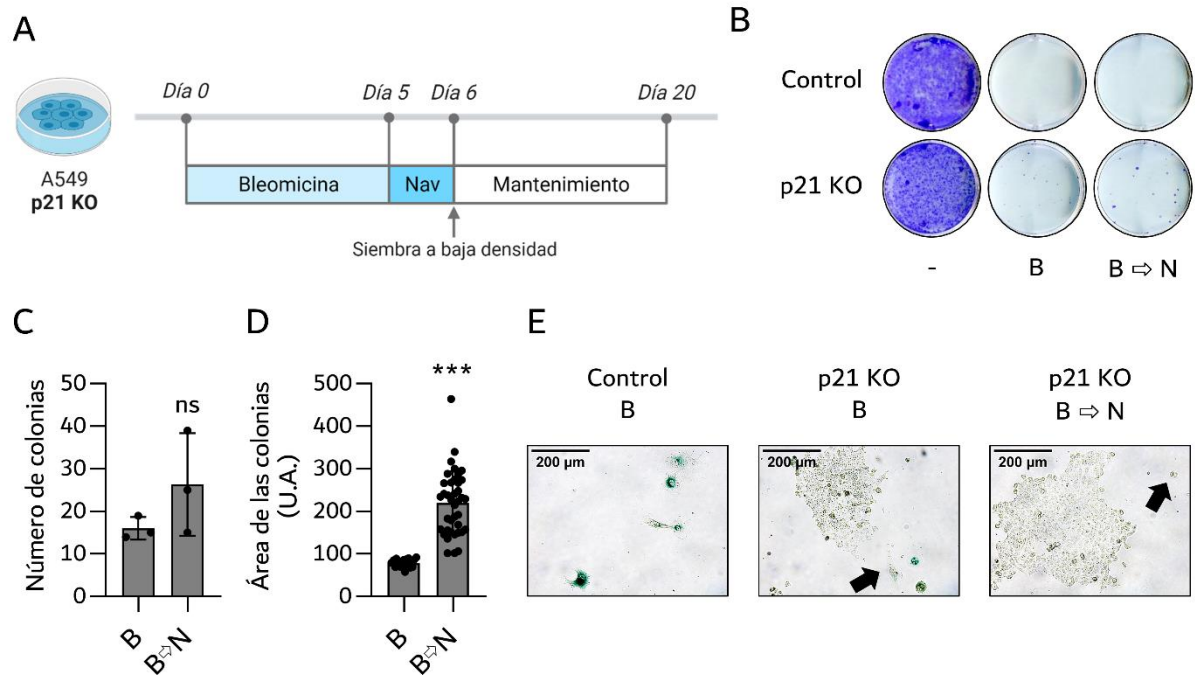 A
Día 0
Día 5
Día 6
Día 20
Bleomicina
Nav
Mantenimiento
A549
p21 KO
Siembra a baja densidad
B
Control
p21 KO
-
B
B ⇨ N
C
Número de colonias
50
40
30
20
10
0
ns
B
B⇨N
D
Área de las colonias
(U.A.)
500
400
300
200
100
0
***
B
B⇨N
E
Control
B
p21 KO
B
p21 KO
B ⇨ N
200 µm
200 µm
200 µm